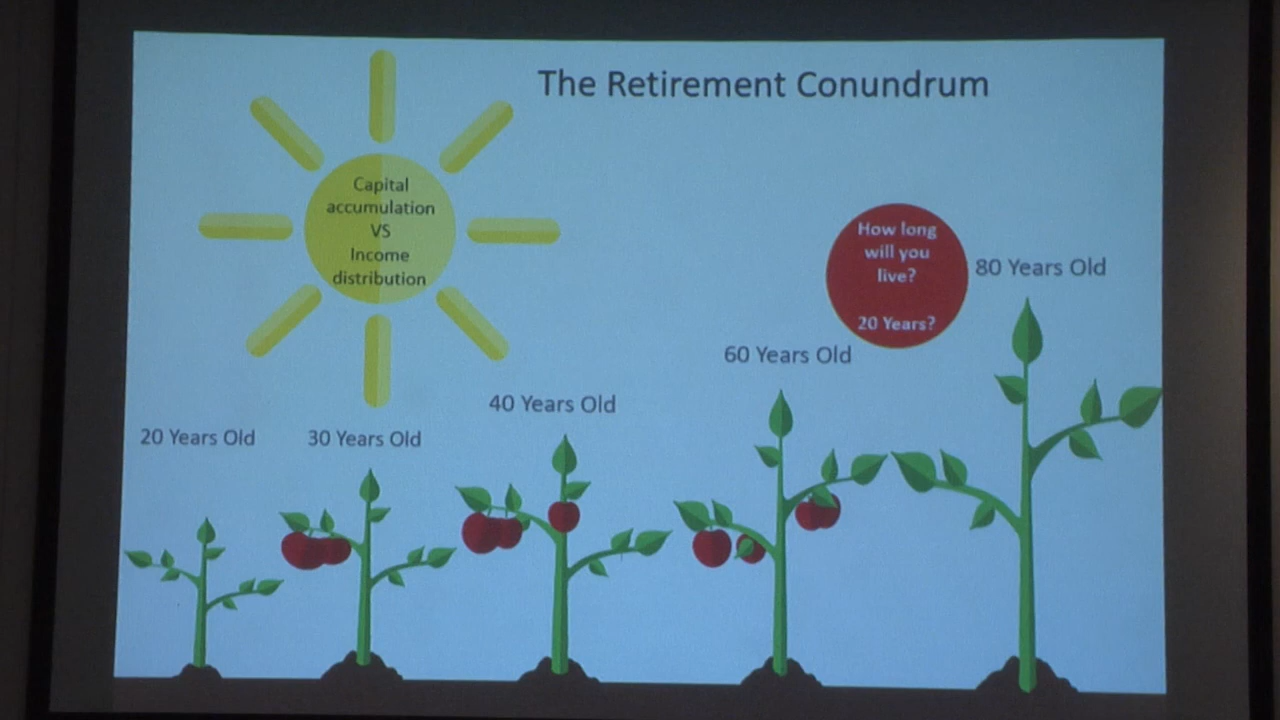 The Retirement Conundrum
Capital
accumulation
VS
Income
distribution
How long
will you
live?
20 Years?
80 Years Old
60 Years Old
40 Years Old
20 Years Old
30 Years Old